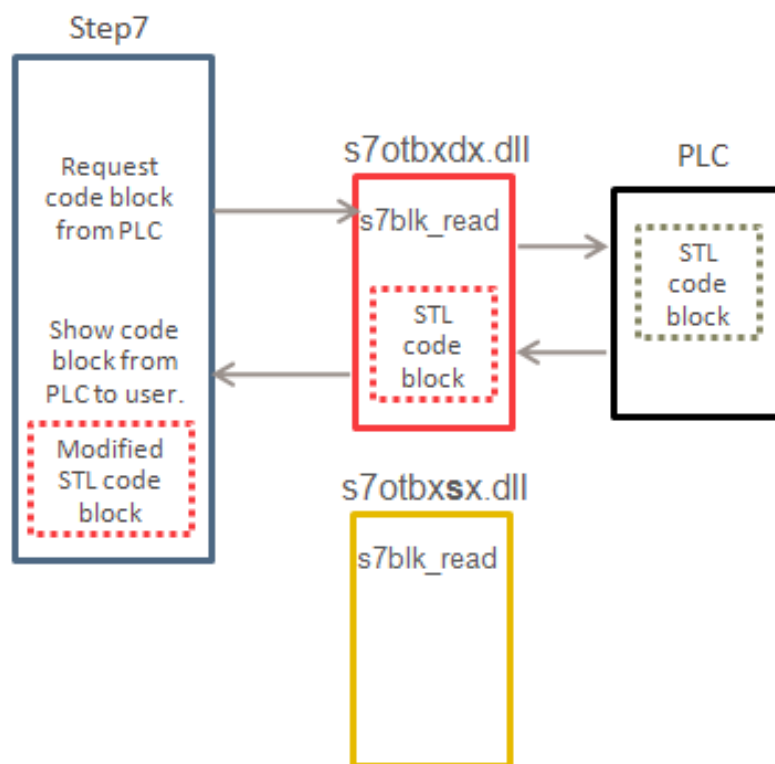 Step7
Request
code block
from PLC
Show code
block from
PLC to user.
Modified
STL code
block
s7otbxdx.dll
s7blk_read
STL
code
block
PLC
STL
code
block
s7otbxsx.dll
s7blk_read